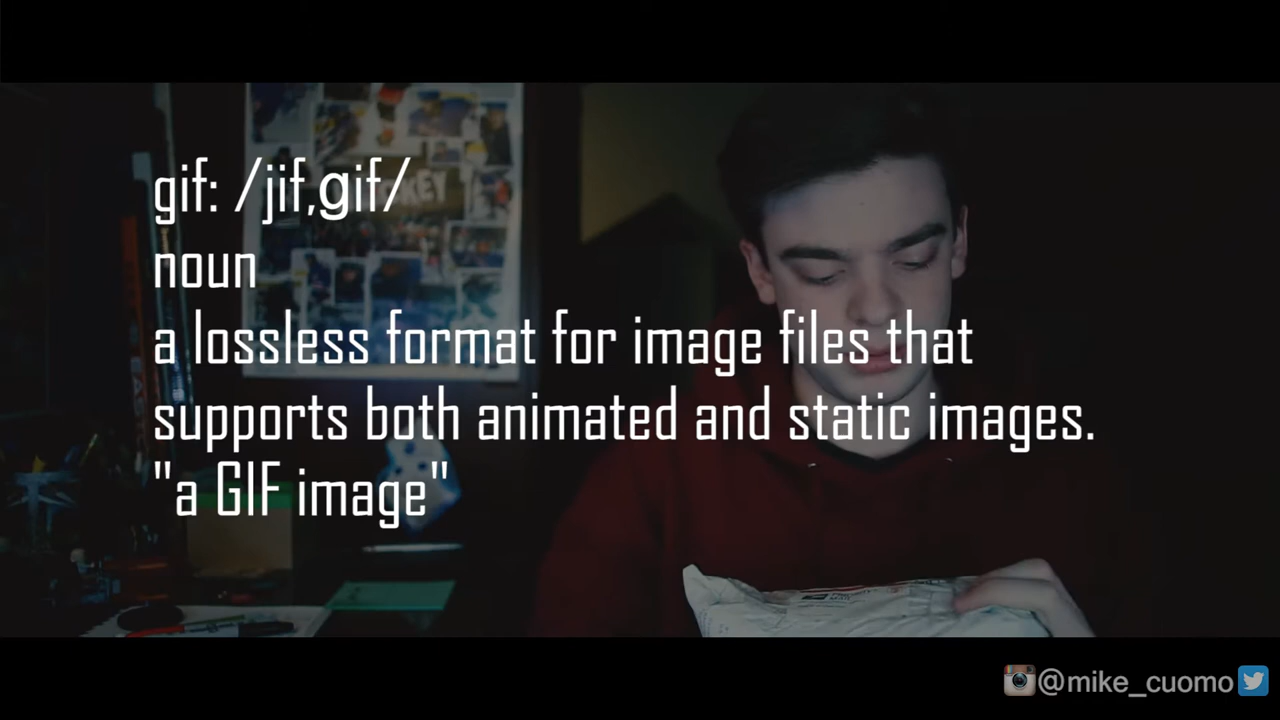 gif: /jif,gif/
noun
a lossless format for image files that
supports both animated and static images.
"a GIF image"
@mike_cuomo